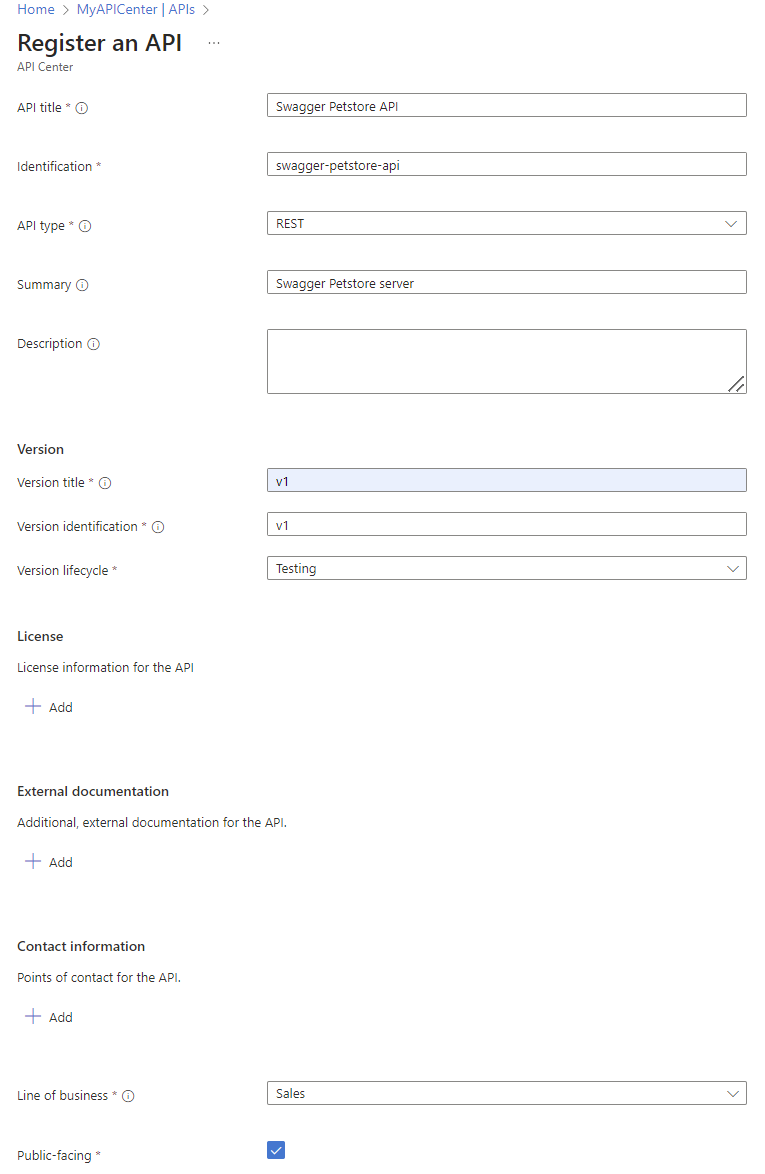 Home > MyAPICenter | APIs >
Register an API ...
API Center
API title * Swagger Petstore API
Identification * swagger-petstore-api
API type * REST
Summary Swagger Petstore server
Description
Version
Version title * v1
Version identification * v1
Version lifecycle * Testing
License
License information for the API
+ Add
External documentation
Additional, external documentation for the API.
+ Add
Contact information
Points of contact for the API.
+ Add
Line of business * Sales
Public-facing *